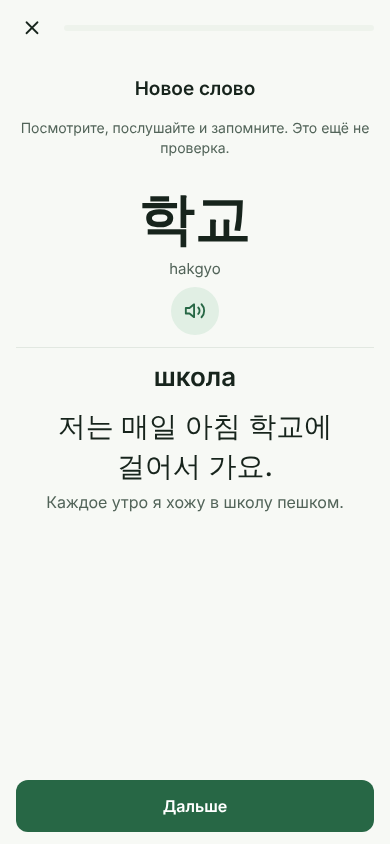 Новое слово
Посмотрите, послушайте и запомните. Это ещё не
проверка.
학교
hakgyo
школа
저는 매일 아침 학교에
걸어서 가요.
Каждое утро я хожу в школу пешком.
Дальше